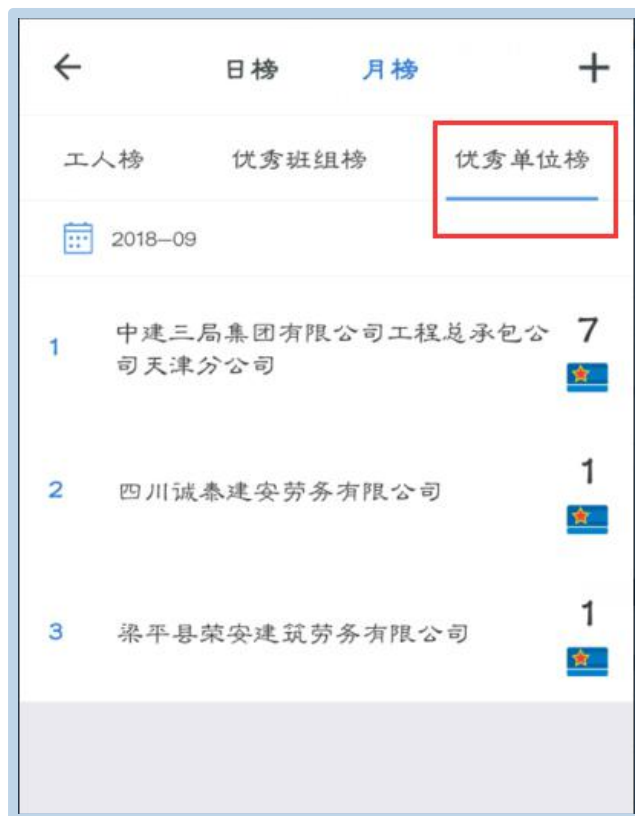 日榜 月榜
工人榜 优秀班组榜 优秀单位榜
2018-09
1 中建三局集团有限公司工程总承包公 7
司天津分公司
2 四川诚泰建安劳务有限公司 1
3 梁平县荣安建筑劳务有限公司 1